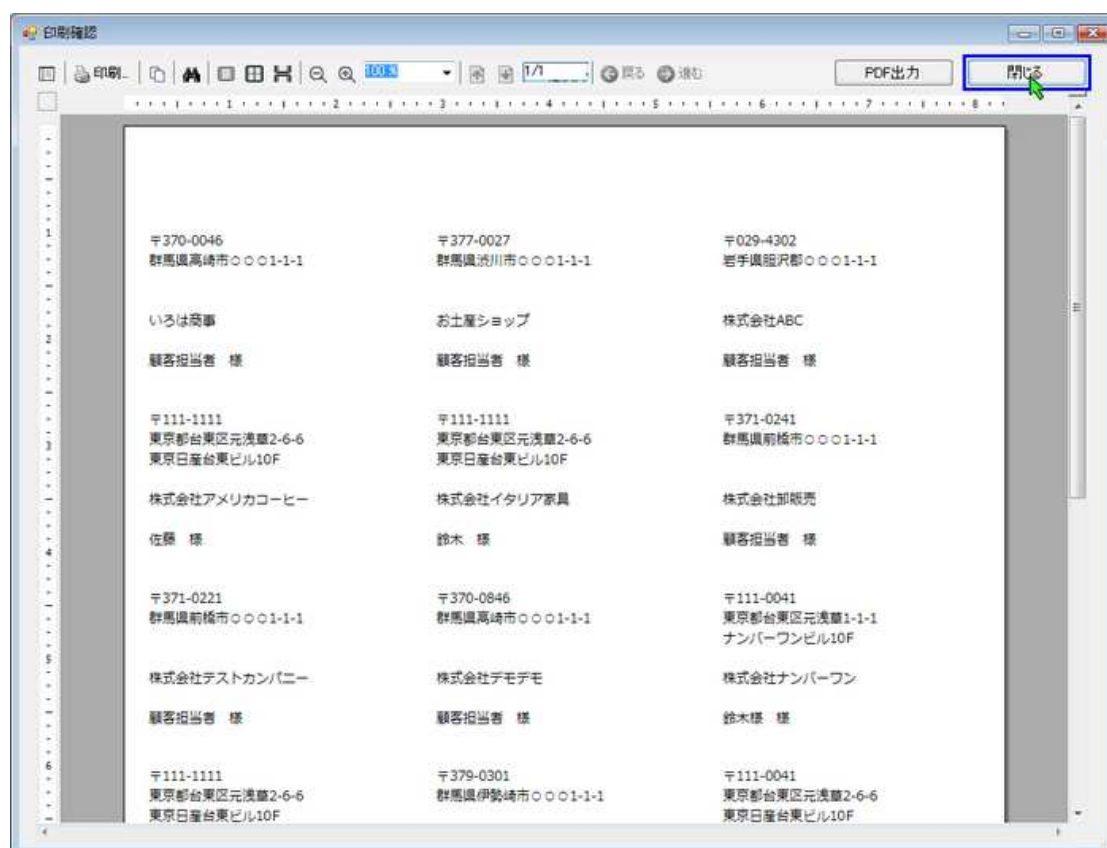 印刷確認
印刷... 100 % 1/1 戻る 進む PDF出力 閉じる
1 2 3 4 5 6 7 8
〒370-0046
群馬県高崎市○○○1-1-1
いろは商事
顧客担当者 様
〒377-0027
群馬県渋川市○○○1-1-1
お土産ショップ
顧客担当者 様
〒029-4302
岩手県胆沢郡○○○1-1-1
株式会社ABC
顧客担当者 様
〒111-1111
東京都台東区元浅草2-6-6
東京日産台東ビル10F
株式会社アメリカコーヒー
佐藤 様
〒111-1111
東京都台東区元浅草2-6-6
東京日産台東ビル10F
株式会社イタリア家具
鈴木 様
〒371-0241
群馬県前橋市○○○1-1-1
株式会社卸販売
顧客担当者 様
〒371-0221
群馬県前橋市○○○1-1-1
株式会社テストカンパニー
顧客担当者 様
〒370-0846
群馬県高崎市○○○1-1-1
株式会社デモデモ
顧客担当者 様
〒111-0041
東京都台東区元浅草1-1-1
ナンバーワンビル10F
株式会社ナンバーワン
鈴木様 様
〒111-1111
東京都台東区元浅草2-6-6
東京日産台東ビル10F
〒379-0301
群馬県伊勢崎市○○○1-1-1
〒111-0041
東京都台東区元浅草2-6-6
東京日産台東ビル10F
1
2
3
4
5
6